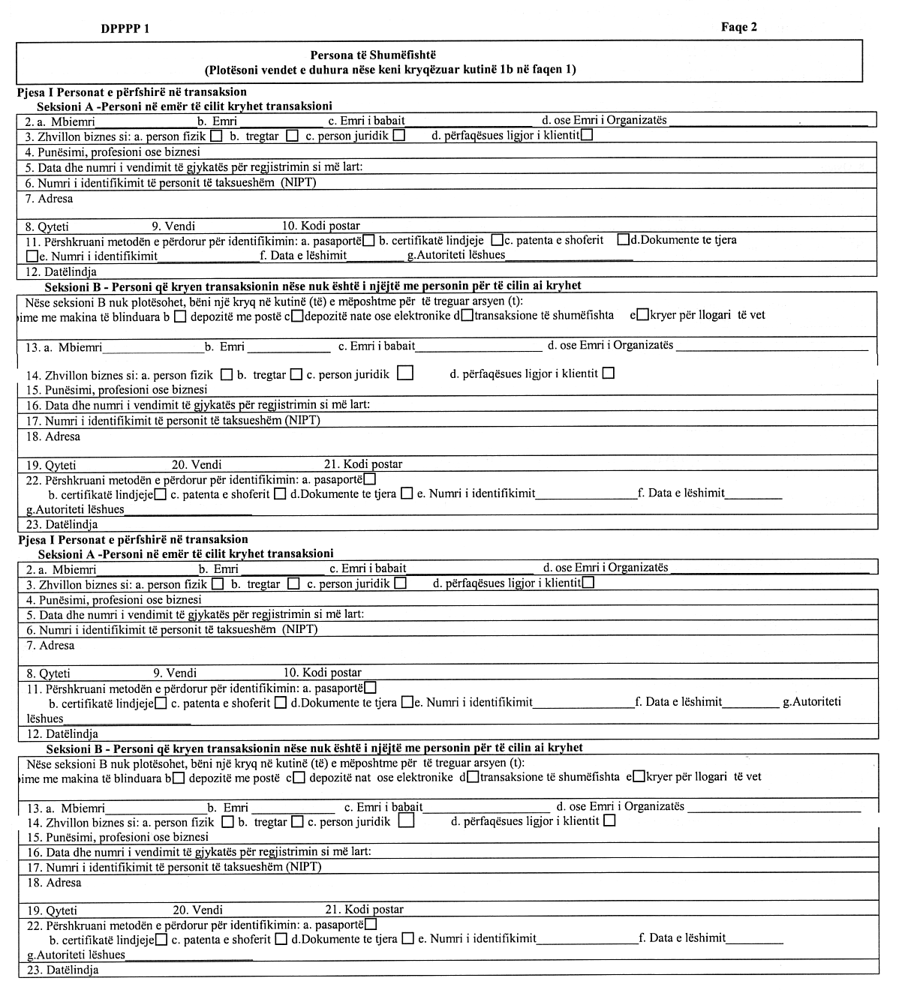 DPPPP 1 Faqe 2
Persona të Shumëfishtë
(Plotësoni vendet e duhura nëse keni kryqëzuar kutinë 1b në faqen 1)
Pjesa I Personat e përfshirë në transaksion
Seksioni A -Personi në emër të cilit kryhet transaksioni
2. a. Mbiemri b. Emri c. Emri i babait d. ose Emri i Organizatës
3. Zhvillon biznes si: a. person fizik b. tregtar c. person juridik d. përfaqësues ligjor i klientit
4. Punësimi, profesioni ose biznesi
5. Data dhe numri i vendimit të gjykatës për regjistrimin si më lart:
6. Numri i identifikimit të personit të taksueshëm (NIPT)
7. Adresa
8. Qyteti 9. Vendi 10. Kodi postar
11. Përshkruani metodën e përdorur për identifikimin: a. pasaportë b. certifikatë lindjeje c. patenta e shoferit d.Dokumente te tjera
e. Numri i identifikimit f. Data e lëshimit g.Autoriteti lëshues
12. Datëlindja
Seksioni B - Personi që kryen transaksionin nëse nuk është i njëjtë me personin për të cilin ai kryhet
Nëse seksioni B nuk plotësohet, bëni një kryq në kutinë (të) e mëposhtme për të treguar arsyen (t):
ime me makina të blinduara b depozitë me postë c depozitë nate ose elektronike d transaksione të shumëfishta e kryer për llogari të vet
13. a. Mbiemri b. Emri c. Emri i babait d. ose Emri i Organizatës
14. Zhvillon biznes si: a. person fizik b. tregtar c. person juridik d. përfaqësues ligjor i klientit
15. Punësimi, profesioni ose biznesi
16. Data dhe numri i vendimit të gjykatës për regjistrimin si më lart:
17. Numri i identifikimit të personit të taksueshëm (NIPT)
18. Adresa
19. Qyteti 20. Vendi 21. Kodi postar
22. Përshkruani metodën e përdorur për identifikimin: a. pasaportë
b. certifikatë lindjeje c. patenta e shoferit d.Dokumente te tjera e. Numri i identifikimit f. Data e lëshimit
g.Autoriteti lëshues
23. Datëlindja
Pjesa I Personat e përfshirë në transaksion
Seksioni A -Personi në emër të cilit kryhet transaksioni
2. a. Mbiemri b. Emri c. Emri i babait d. ose Emri i Organizatës
3. Zhvillon biznes si: a. person fizik b. tregtar c. person juridik d. përfaqësues ligjor i klientit
4. Punësimi, profesioni ose biznesi
5. Data dhe numri i vendimit të gjykatës për regjistrimin si më lart:
6. Numri i identifikimit të personit të taksueshëm (NIPT)
7. Adresa
8. Qyteti 9. Vendi 10. Kodi postar
11. Përshkruani metodën e përdorur për identifikimin: a. pasaportë
b. certifikatë lindjeje c. patenta e shoferit d.Dokumente te tjera e. Numri i identifikimit f. Data e lëshimit g.Autoriteti
lëshues
12. Datëlindja
Seksioni B - Personi që kryen transaksionin nëse nuk është i njëjtë me personin për të cilin ai kryhet
Nëse seksioni B nuk plotësohet, bëni një kryq në kutinë (të) e mëposhtme për të treguar arsyen (t):
ime me makina të blinduara b depozitë me postë c depozitë nat ose elektronike d transaksione të shumëfishta e kryer për llogari të vet
13. a. Mbiemri b. Emri c. Emri i babait d. ose Emri i Organizatës
14. Zhvillon biznes si: a. person fizik b. tregtar c. person juridik d. përfaqësues ligjor i klientit
15. Punësimi, profesioni ose biznesi
16. Data dhe numri i vendimit të gjykatës për regjistrimin si më lart:
17. Numri i identifikimit të personit të taksueshëm (NIPT)
18. Adresa
19. Qyteti 20. Vendi 21. Kodi postar
22. Përshkruani metodën e përdorur për identifikimin: a. pasaportë
b. certifikatë lindjeje c. patenta e shoferit d.Dokumente te tjera e. Numri i identifikimit f. Data e lëshimit
g.Autoriteti lëshues
23. Datëlindja